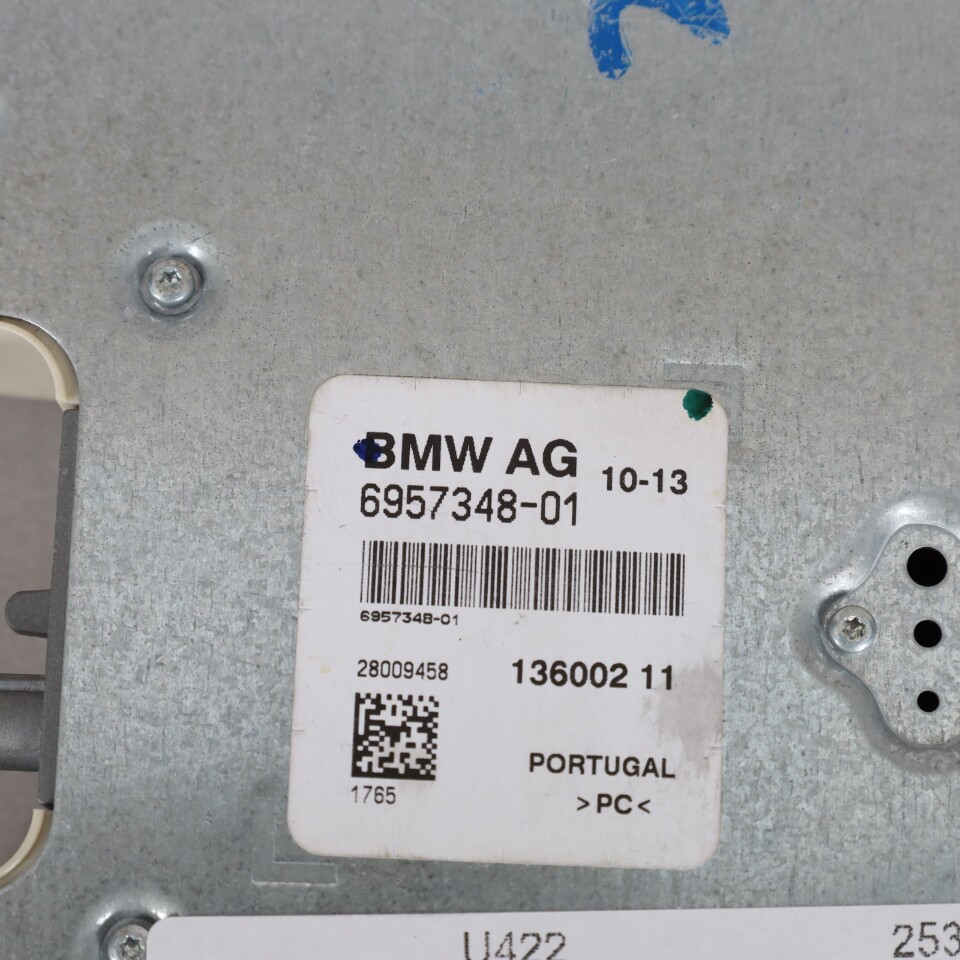 BMW AG 10-13
6957348-01
6957348-01
28009458 136002 11
1765
PORTUGAL
>PC<
U422 253